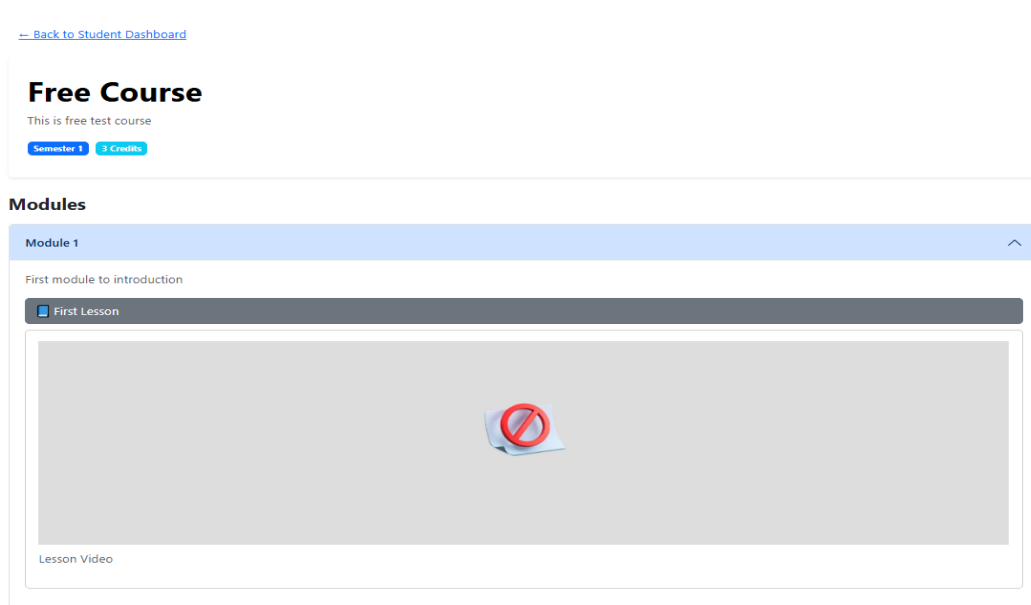 ← Back to Student Dashboard
Free Course
This is free test course
Semester 1 3 Credits
Modules
Module 1
First module to introduction
First Lesson
Lesson Video